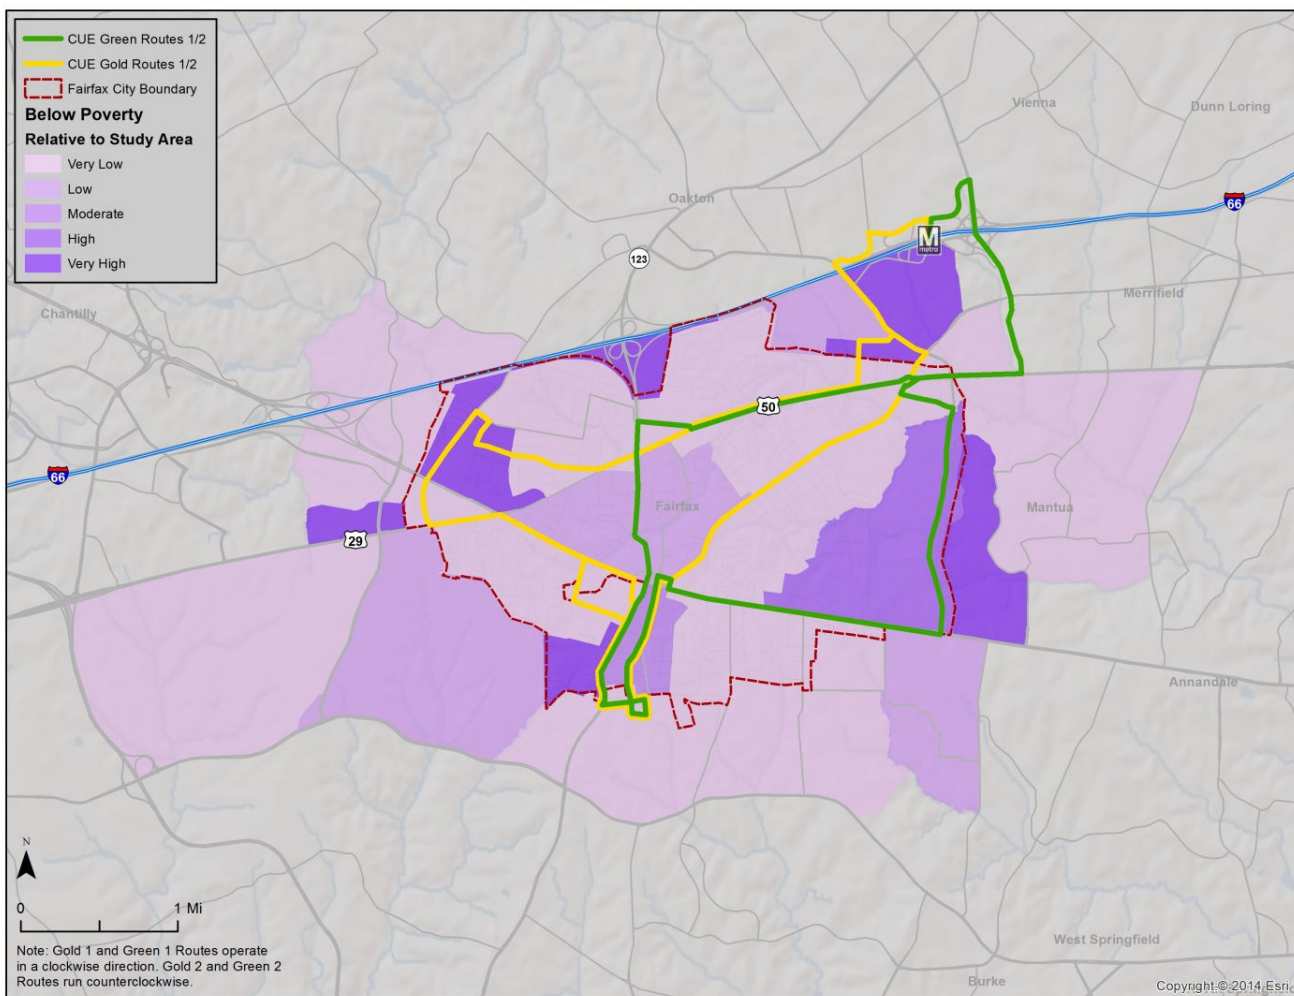 CUE Green Routes 1/2
CUE Gold Routes 1/2
Fairfax City Boundary
Below Poverty
Relative to Study Area
Very Low
Low
Moderate
High
Very High
Vienna
Dunn Loring
Oakton
66
M
metro
123
Merrifield
Chantilly
50
66
Fairfax
Mantua
29
Annandale
N
0
1 Mi
West Springfield
Note: Gold 1 and Green 1 Routes operate
in a clockwise direction. Gold 2 and Green 2
Routes run counterclockwise.
Burke
Copyright:© 2014 Esri